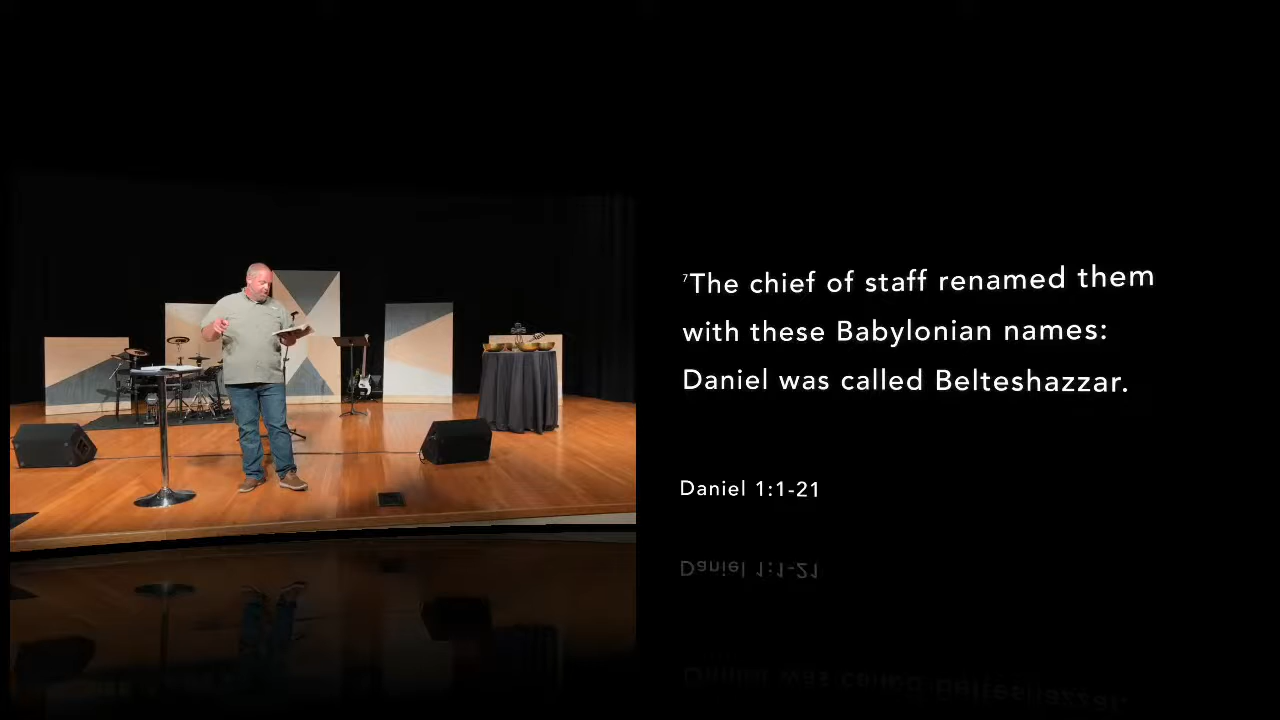 ⁷The chief of staff renamed them
with these Babylonian names:
Daniel was called Belteshazzar.
Daniel 1:1-21